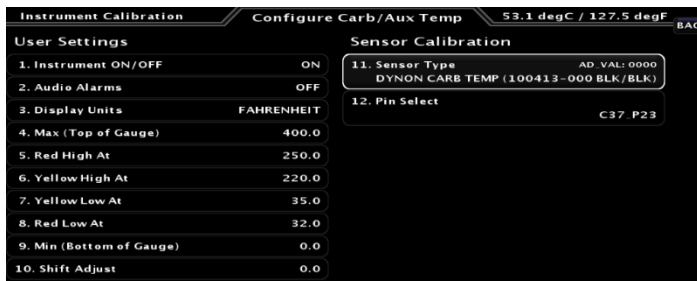 Instrument Calibration
Configure Carb/Aux Temp
53.1 degC / 127.5 degF
BAC
User Settings
1. Instrument ON/OFF ON
2. Audio Alarms OFF
3. Display Units FAHRENHEIT
4. Max (Top of Gauge) 400.0
5. Red High At 250.0
6. Yellow High At 220.0
7. Yellow Low At 35.0
8. Red Low At 32.0
9. Min (Bottom of Gauge) 0.0
10. Shift Adjust 0.0
Sensor Calibration
11. Sensor Type AD_VAL: 0000
DYNON CARB TEMP (100413-000 BLK/BLK)
12. Pin Select
C37_P23